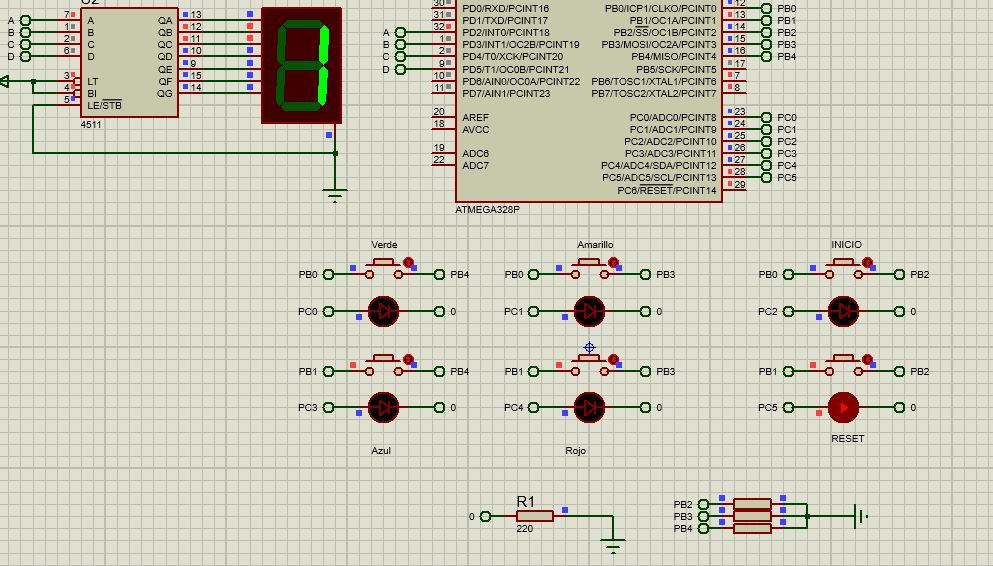 U2
A 7 A QA 13
B 1 B QB 12
C 2 C QC 11
D 6 D QD 10
QE 9
3 LT QF 15
4 BI QG 14
5 LE/STB
4511
30 PD0/RXD/PCINT16 PB0/ICP1/CLKO/PCINT0 12 PB0
31 PD1/TXD/PCINT17 PB1/OC1A/PCINT1 13 PB1
A 32 PD2/INT0/PCINT18 PB2/SS/OC1B/PCINT2 14 PB2
B 1 PD3/INT1/OC2B/PCINT19 PB3/MOSI/OC2A/PCINT3 15 PB3
C 2 PD4/T0/XCK/PCINT20 PB4/MISO/PCINT4 16 PB4
D 9 PD5/T1/OC0B/PCINT21 PB5/SCK/PCINT5 17
10 PD6/AIN0/OC0A/PCINT22 PB6/TOSC1/XTAL1/PCINT6 7
11 PD7/AIN1/PCINT23 PB7/TOSC2/XTAL2/PCINT7 8
20 AREF PC0/ADC0/PCINT8 23 PC0
18 AVCC PC1/ADC1/PCINT9 24 PC1
PC2/ADC2/PCINT10 25 PC2
19 ADC6 PC3/ADC3/PCINT11 26 PC3
22 ADC7 PC4/ADC4/SDA/PCINT12 27 PC4
PC5/ADC5/SCL/PCINT13 28 PC5
PC6/RESET/PCINT14 29
ATMEGA328P
Verde Amarillo INICIO
PB0 PB4 PB0 PB3 PB0 PB2
PC0 0 PC1 0 PC2 0
PB1 PB4 PB1 PB3 PB1 PB2
PC3 0 PC4 0 PC5 0
Azul Rojo RESET
R1
0
220
PB2
PB3
PB4